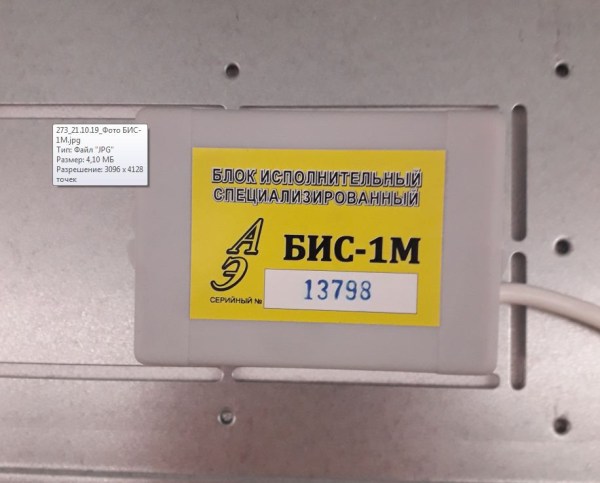 273_21.10.19_Фото БИС-
1М.jpg
Тип: Файл "JPG"
Размер: 4,10 МБ
Разрешение: 3096 x 4128
точек
БЛОК ИСПОЛНИТЕЛЬНЫЙ
СПЕЦИАЛИЗИРОВАННЫЙ
АЭ
БИС-1М
СЕРИЙНЫЙ № 13798